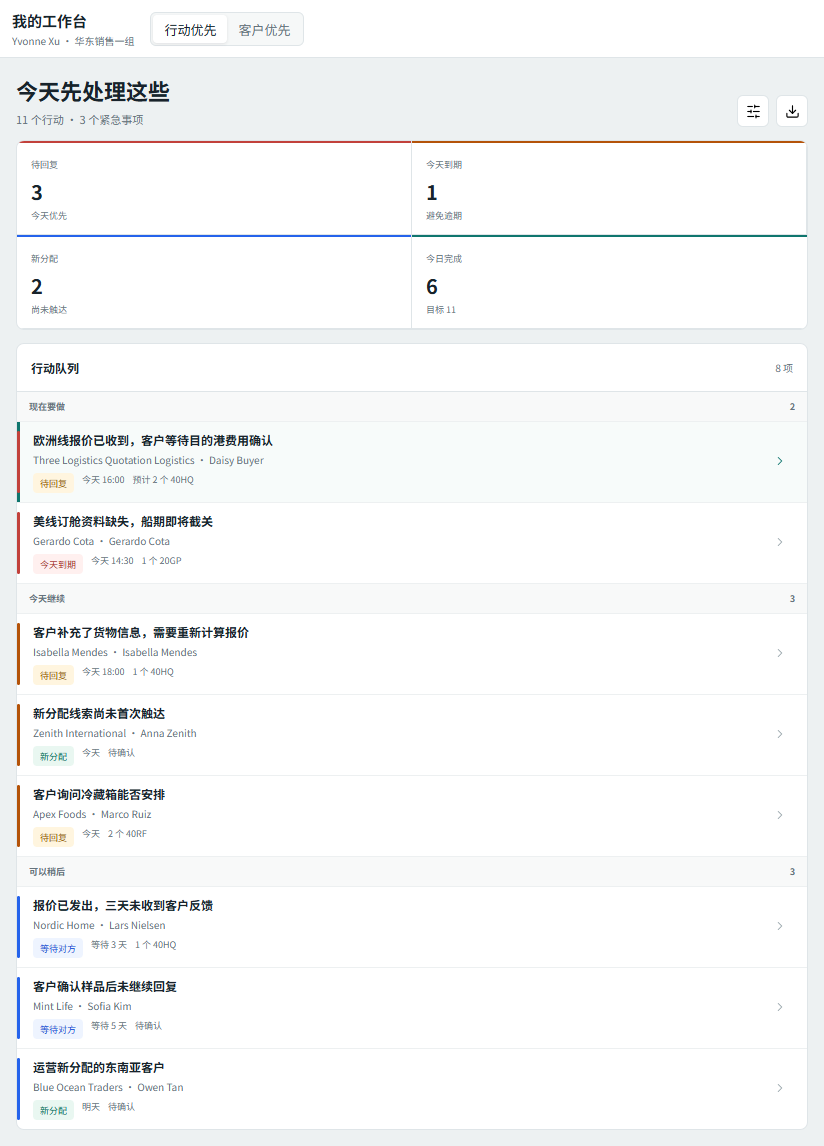 我的工作台
Yvonne Xu · 华东销售一组
行动优先
客户优先
今天先处理这些
11 个行动 · 3 个紧急事项
待回复
3
今天优先
今天到期
1
避免逾期
新分配
2
尚未触达
今日完成
6
目标 11
行动队列
8 项
现在要做
2
欧洲线报价已收到，客户等待目的港费用确认
Three Logistics Quotation Logistics · Daisy Buyer
待回复 今天 16:00 预计 2 个 40HQ
美线订舱资料缺失，船期即将截关
Gerardo Cota · Gerardo Cota
今天到期 今天 14:30 1 个 20GP
今天继续
3
客户补充了货物信息，需要重新计算报价
Isabella Mendes · Isabella Mendes
待回复 今天 18:00 1 个 40HQ
新分配线索尚未首次触达
Zenith International · Anna Zenith
新分配 今天 待确认
客户询问冷藏箱能否安排
Apex Foods · Marco Ruiz
待回复 今天 2 个 40RF
可以稍后
3
报价已发出，三天未收到客户反馈
Nordic Home · Lars Nielsen
等待对方 等待 3 天 1 个 40HQ
客户确认样品后未继续回复
Mint Life · Sofia Kim
等待对方 等待 5 天 待确认
运营新分配的东南亚客户
Blue Ocean Traders · Owen Tan
新分配 明天 待确认